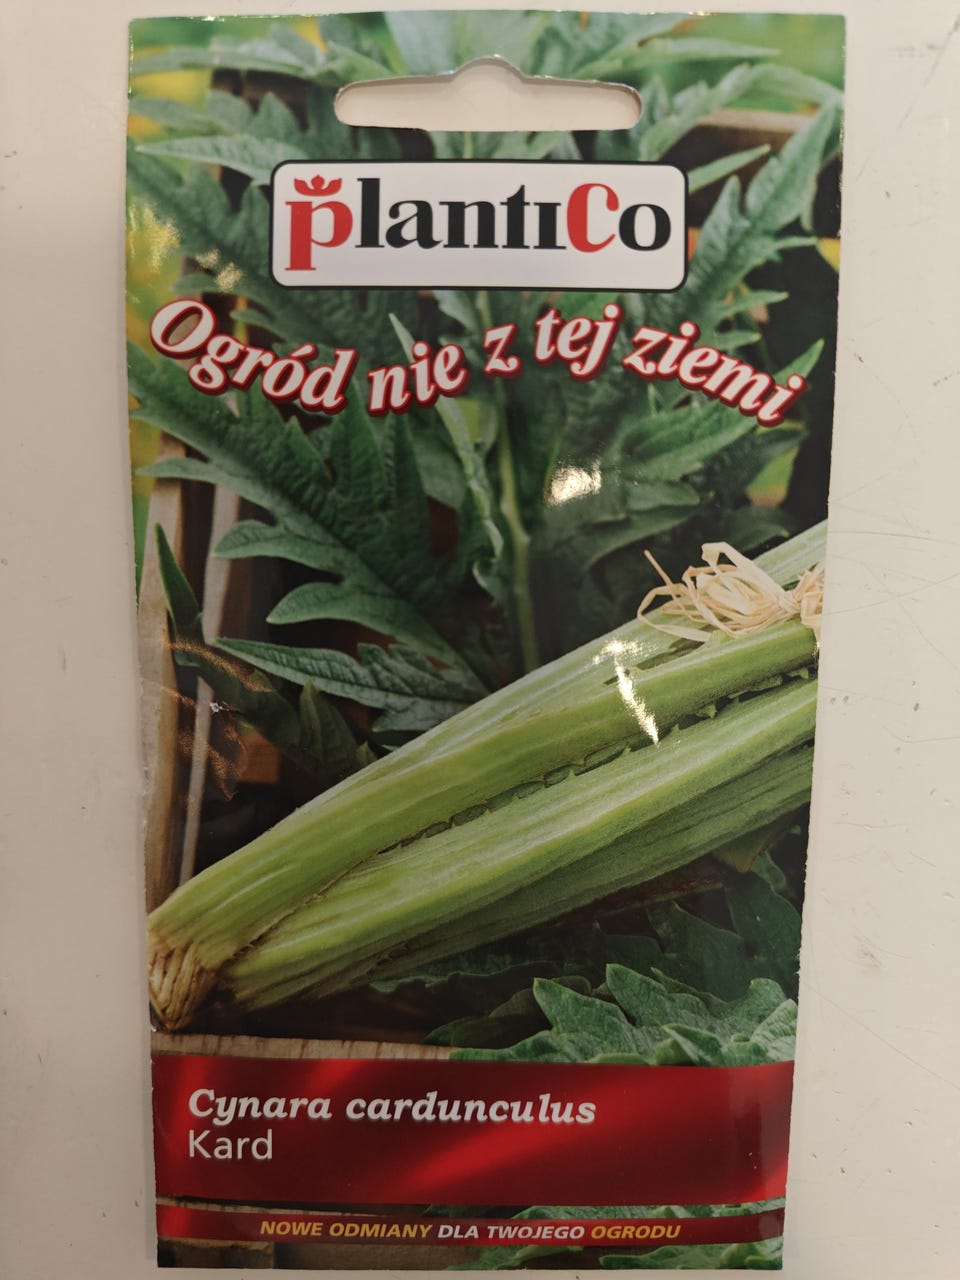 plantico
Ogród nie z tej ziemi
Cynara cardunculus
Kard
NOWE ODMIANY DLA TWOJEGO OGRODU